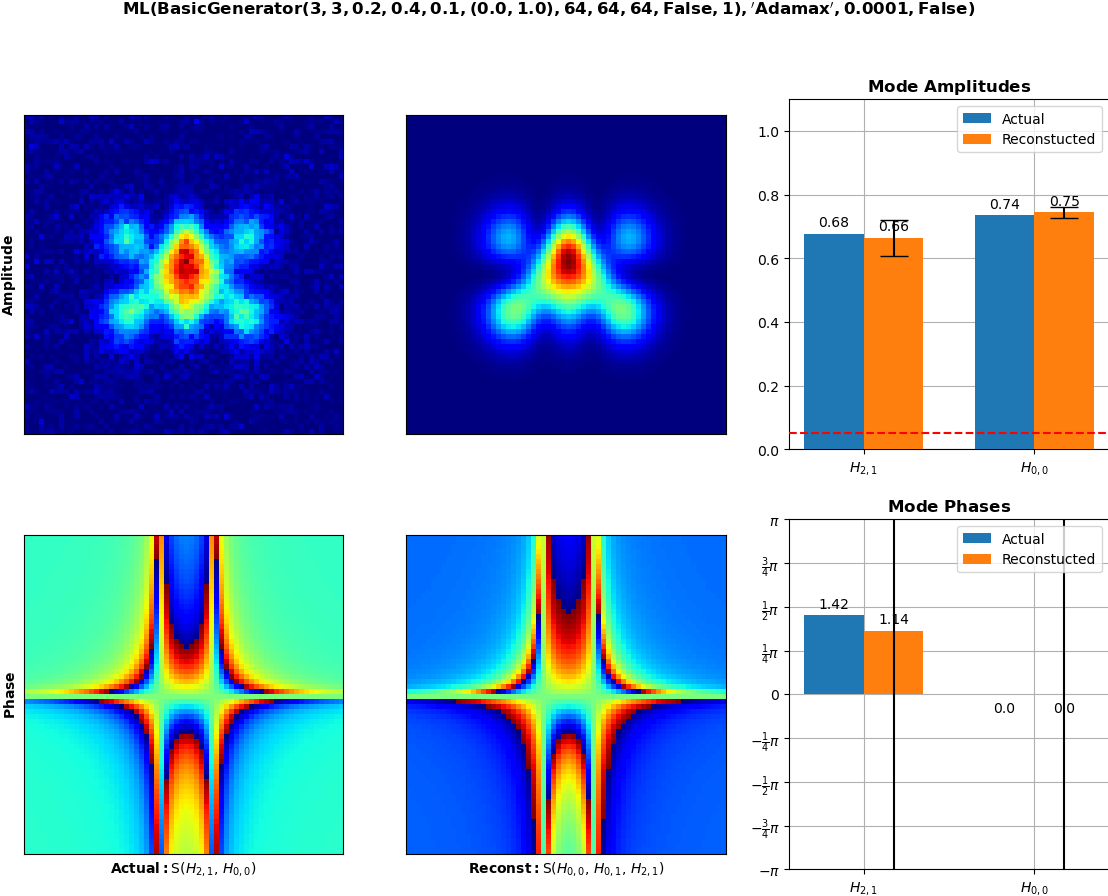 ML(BasicGenerator(3, 3, 0.2, 0.4, 0.1, (0.0, 1.0), 64, 64, 64, False, 1), ′Adamax′, 0.0001, False)
Amplitude
Mode Amplitudes
Actual
Reconstucted
1.0
0.8
0.6
0.4
0.2
0.0
0.68
0.66
0.74
0.75
H2, 1
H0, 0
Phase
Actual: S(H2, 1, H0, 0)
Reconst: S(H0, 0, H0, 1, H2, 1)
Mode Phases
Actual
Reconstucted
π
3/4π
1/2π
1/4π
0
−1/4π
−1/2π
−3/4π
−π
1.42
1.14
0.0
0.0
H2, 1
H0, 0